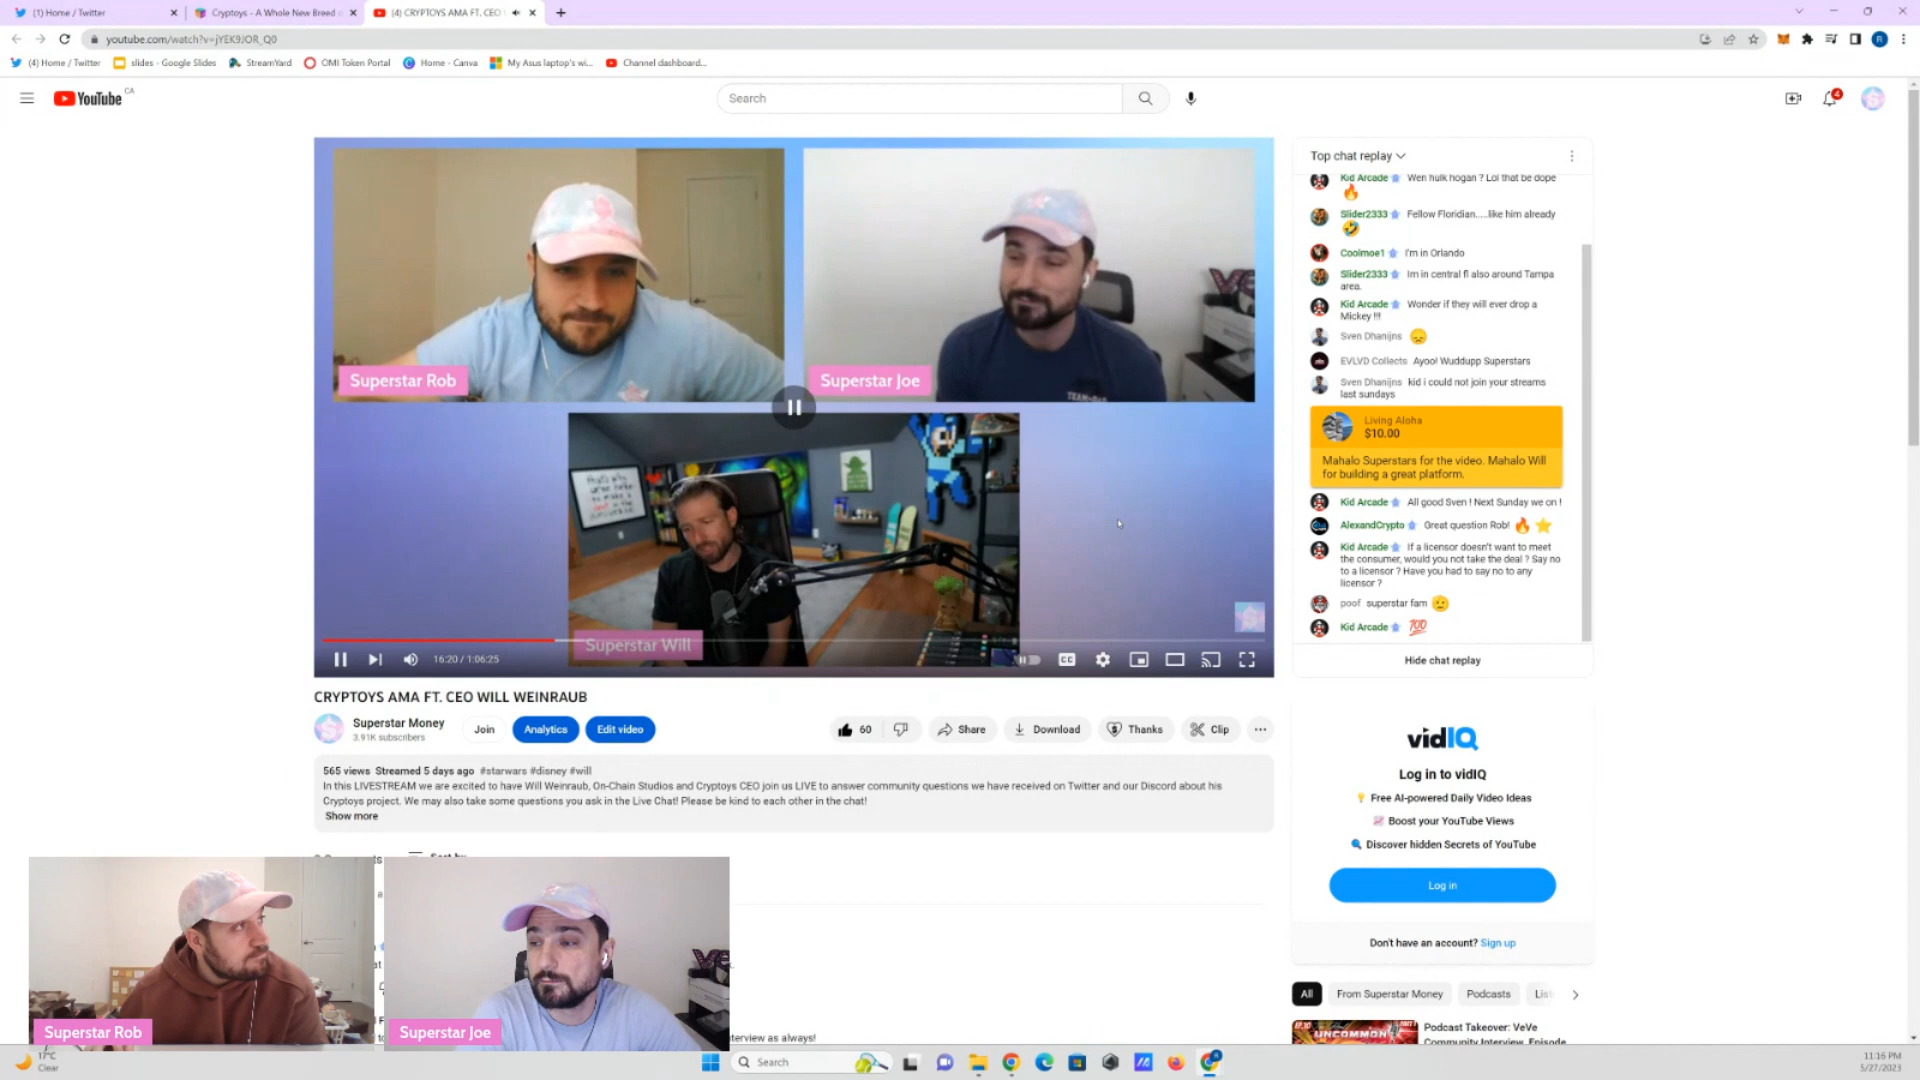 (1) Home / Twitter
Cryptoys - A Whole New Breed o
(4) CRYPTOYS AMA FT. CEO
youtube.com/watch?v=jYEK9JOR_Q0
(4) Home / Twitter
slides - Google Slides
StreamYard
OMI Token Portal
Home - Canva
My Asus laptop's wi...
Channel dashboard...
YouTube CA
Search
4
Superstar Rob
Superstar Joe
Superstar Will
16:20 / 1:06:25
CC
Top chat replay
Kid Arcade Wen hulk hogan ? Lol that be dope
Slider2333 Fellow Floridian.....like him already
Coolmoe1 I'm in Orlando
Slider2333 Im in central fl also around Tampa
area.
Kid Arcade Wonder if they will ever drop a
Mickey !!!
Sven Dhanijns
EVLVD Collects Ayoo! Wuddupp Superstars
Sven Dhanijns kid i could not join your streams
last sundays
Living Aloha
$10.00
Mahalo Superstars for the video. Mahalo Will
for building a great platform.
Kid Arcade All good Sven ! Next Sunday we on !
AlexandCrypto Great question Rob!
Kid Arcade If a licensor doesn't want to meet
the consumer, would you not take the deal ? Say no
to a licensor ? Have you had to say no to any
licensor ?
poof superstar fam
Kid Arcade 100
Hide chat replay
CRYPTOYS AMA FT. CEO WILL WEINRAUB
Superstar Money
3.91K subscribers
Join
Analytics
Edit video
60
Share
Download
Thanks
Clip
565 views Streamed 5 days ago #starwars #disney #will
In this LIVESTREAM we are excited to have Will Weinraub, On-Chain Studios and Cryptoys CEO join us LIVE to answer community questions we have received on Twitter and our Discord about his
Cryptoys project. We may also take some questions you ask in the Live Chat! Please be kind to each other in the chat!
Show more
Sort by
vidIQ
Log in to vidIQ
Free AI-powered Daily Video Ideas
Boost your YouTube Views
Discover hidden Secrets of YouTube
Log in
Don't have an account? Sign up
All
From Superstar Money
Podcasts
Podcast Takeover: VeVe
Community Interview, Episode
UNCOMMON
Superstar Rob
Superstar Joe
interview as always!
17°C
Clear
Search
11:16 PM
5/27/2023